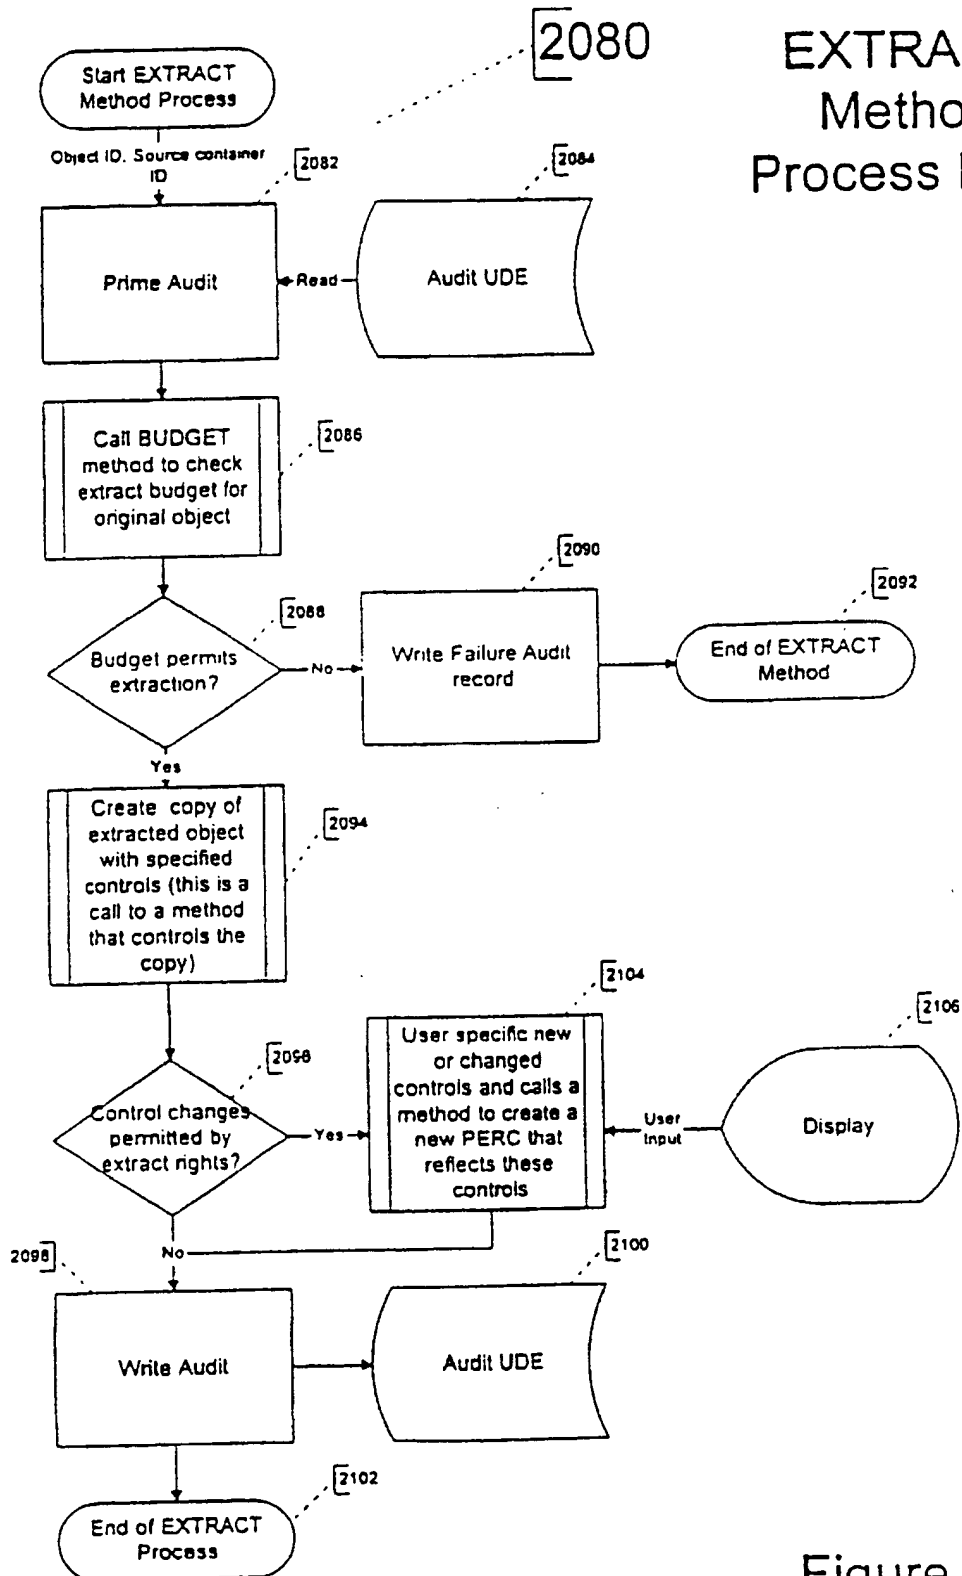 2080
EXTRA
Metho
Process
Start EXTRACT
Method Process
Object ID, Source container
ID
2082
2084
Prime Audit
Read
Audit UDE
Call BUDGET
method to check
extract budget for
original object
2086
2088
2090
2092
Budget permits
extraction?
No
Write Failure Audit
record
End of EXTRACT
Method
Yes
Create copy of
extracted object
with specified
controls (this is a
call to a method
that controls the
copy)
2094
2104
2106
User specific new
or changed
controls and calls a
method to create a
new PERC that
reflects these
controls
Control changes
permitted by
extract rights?
Yes
User
Input
Display
No
2098
2100
Write Audit
Audit UDE
2102
End of EXTRACT
Process
Figure